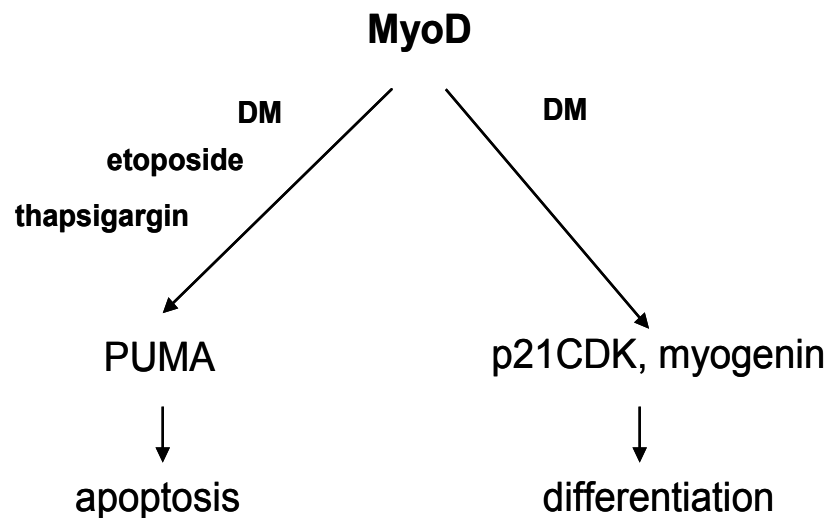 MyoD
DM
DM
etoposide
thapsigargin
PUMA
p21CDK, myogenin
apoptosis
differentiation